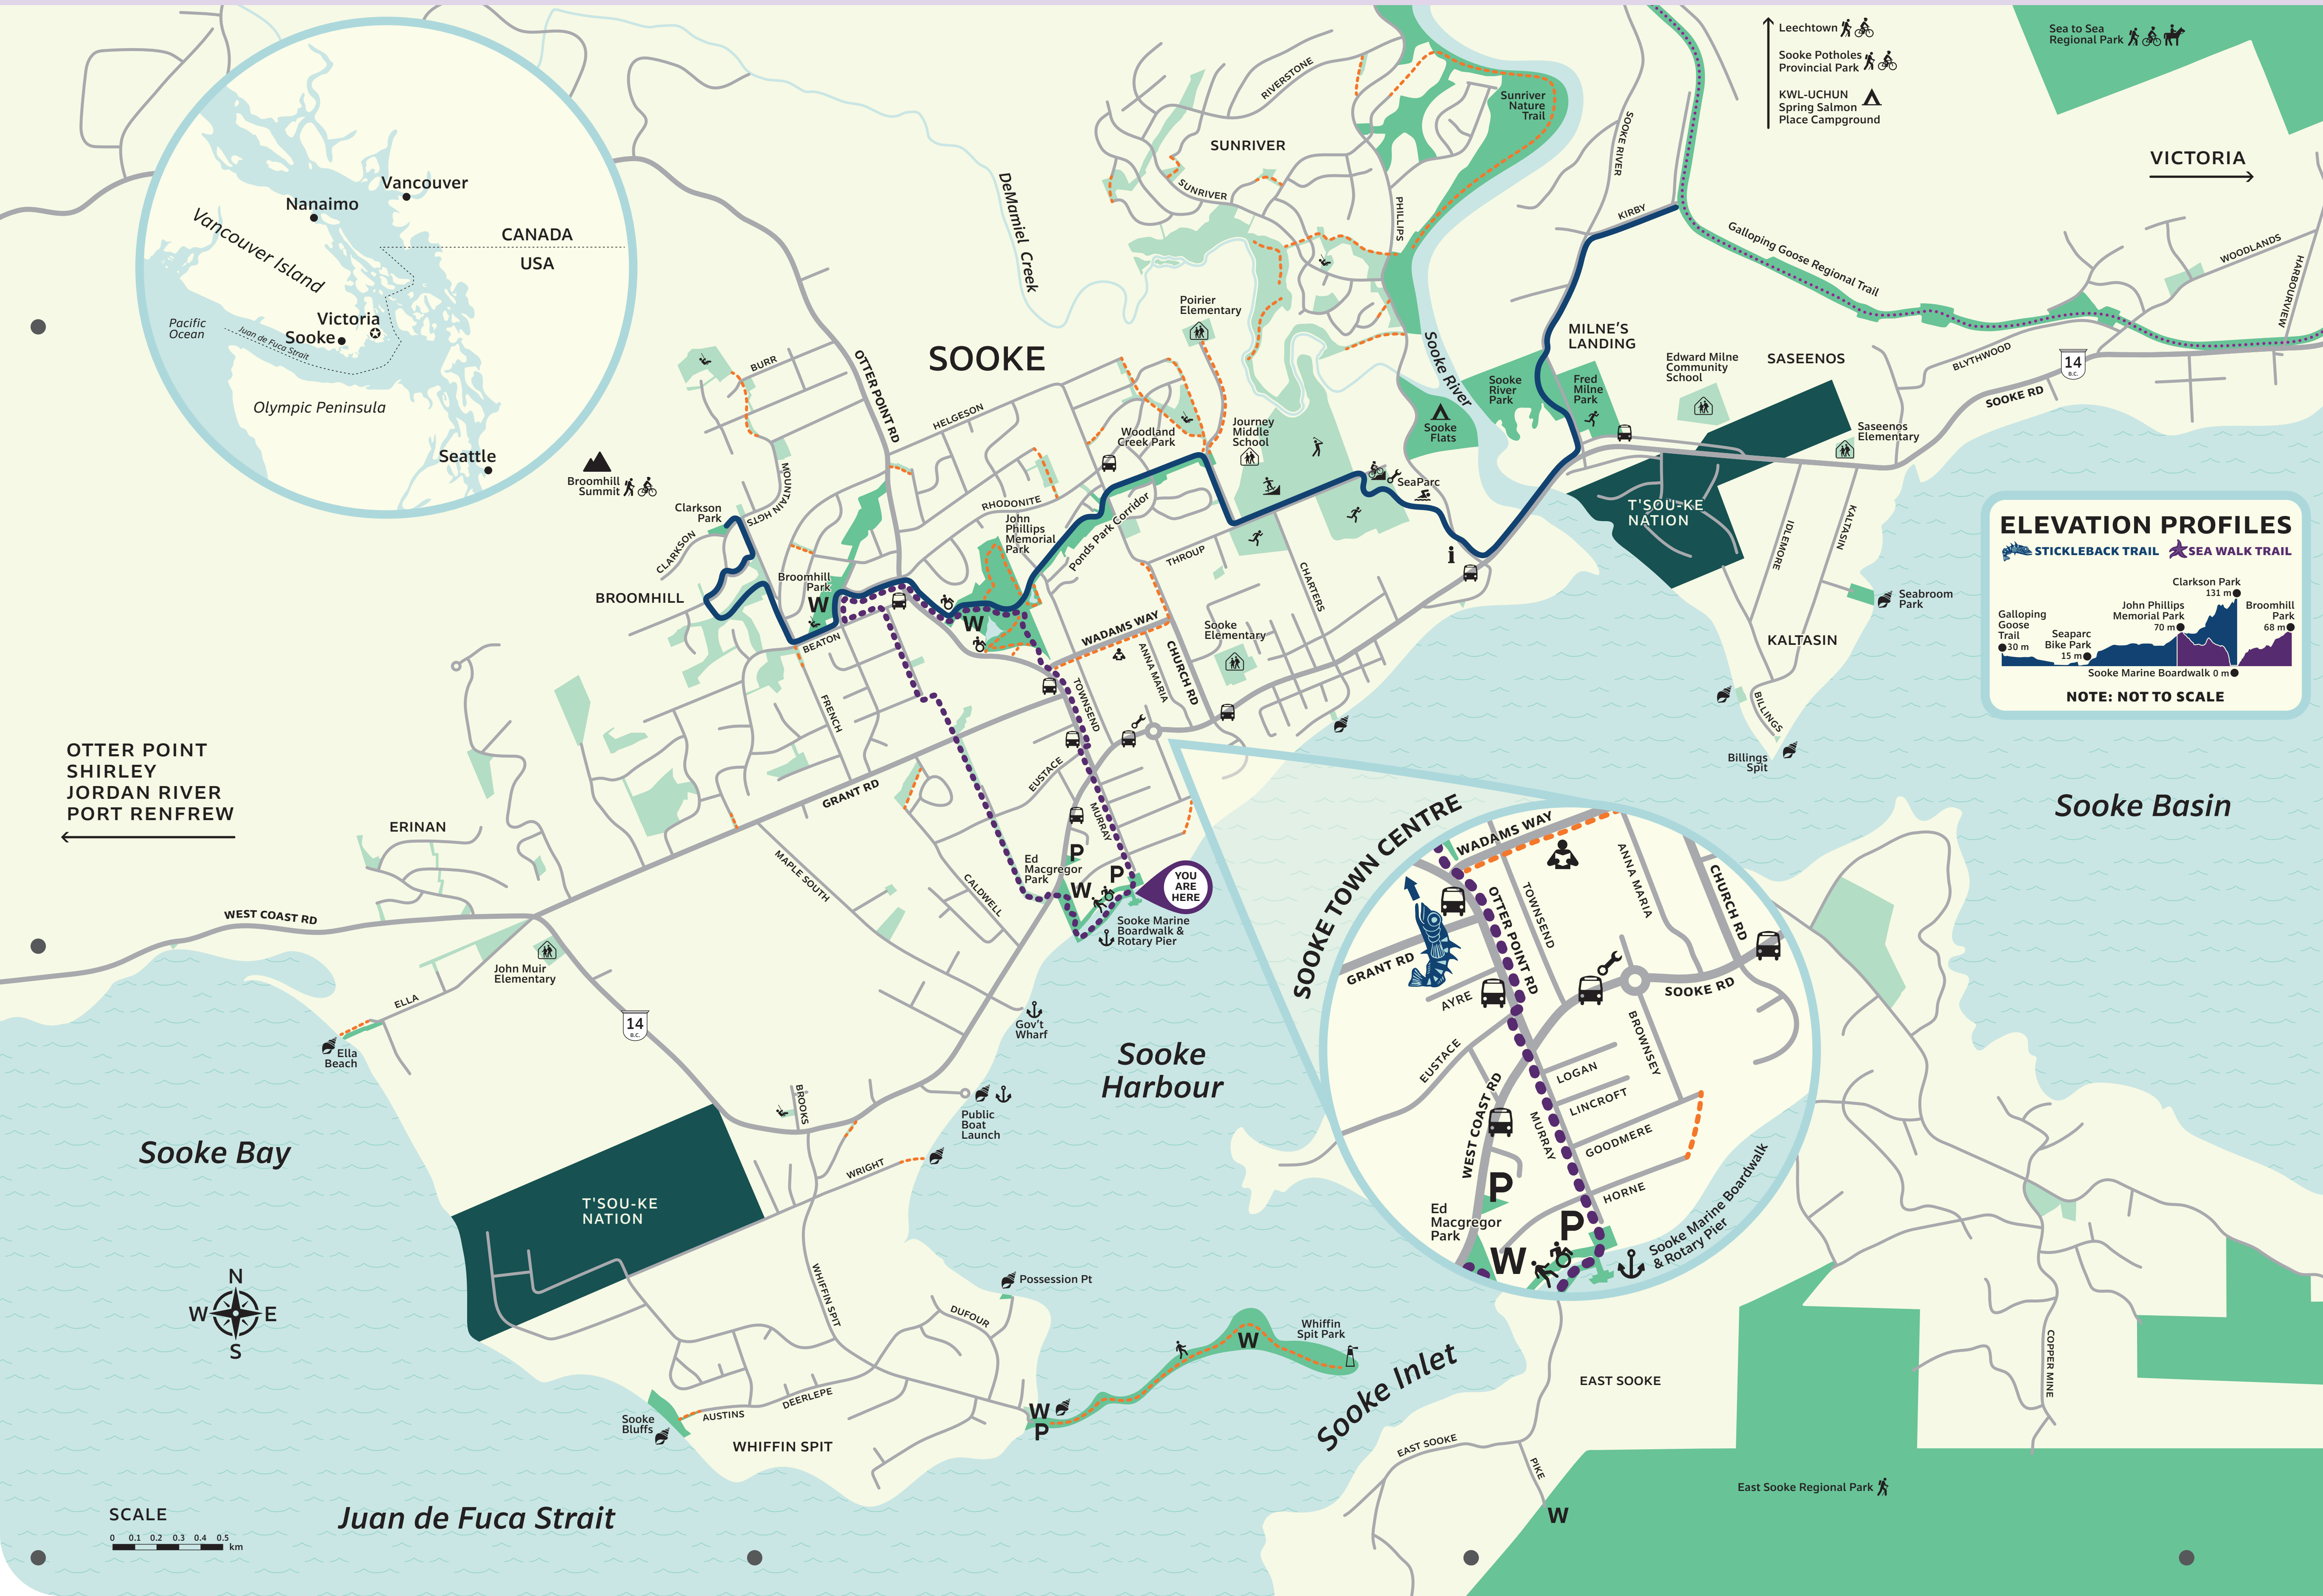 Leechtown
Sooke Potholes
Provincial Park
KWL-UCHUN
Spring Salmon
Place Campground
Sea to Sea
Regional Park
VICTORIA
Vancouver
Nanaimo
Vancouver Island
CANADA
USA
Victoria
Sooke
Pacific
Ocean
Juan de Fuca Strait
Olympic Peninsula
Seattle
RIVERSTONE
SUNRIVER
SUNRIVER
Sunriver
Nature
Trail
PHILLIPS
SOOKE RIVER
KIRBY
Galloping Goose Regional Trail
WOODLANDS
HARBOURVIEW
DeMamiel Creek
Poirier
Elementary
SOOKE
OTTER POINT RD
BURR
HELGESON
MOUNTAIN HGTS
Broomhill
Summit
Clarkson
Park
CLARKSON
BROOMHILL
Broomhill
Park
W
BEATON
RHODONITE
John
Phillips
Memorial
Park
W
Woodland
Creek Park
Ponds Park Corridor
Journey
Middle
School
Sooke River
Sooke
Flats
Sooke
River
Park
Fred
Milne
Park
MILNE'S
LANDING
Edward Milne
Community
School
SASEENOS
Saseenos
Elementary
BLYTHWOOD
SOOKE RD
14
B.C.
SeaParc
i
THROUP
CHARTERS
WADAMS WAY
ANNA MARIA
CHURCH RD
Sooke
Elementary
TOWNSEND
T'SOU-KE
NATION
IDLEMORE
KALTASIN
KALTASIN
Seabroom
Park
BILLINGS
Billings
Spit
ELEVATION PROFILES
STICKLEBACK TRAIL
SEA WALK TRAIL
Galloping
Goose
Trail
30 m
Seaparc
Bike Park
15 m
John Phillips
Memorial Park
70 m
Clarkson Park
131 m
Broomhill
Park
68 m
Sooke Marine Boardwalk 0 m
NOTE: NOT TO SCALE
OTTER POINT
SHIRLEY
JORDAN RIVER
PORT RENFREW
ERINAN
FRENCH
GRANT RD
EUSTACE
MURRAY
MAPLE SOUTH
CALDWELL
Ed
Macgregor
Park
P
W
P
YOU
ARE
HERE
Sooke Marine
Boardwalk &
Rotary Pier
WEST COAST RD
John Muir
Elementary
ELLA
Ella
Beach
14
B.C.
Gov't
Wharf
Sooke
Harbour
Public
Boat
Launch
BROOKS
WRIGHT
Sooke Bay
T'SOU-KE
NATION
WHIFFIN SPIT
Possession Pt
DUFOUR
Whiffin
Spit Park
W
W
P
Sooke
Bluffs
AUSTINS
DEERLEPE
WHIFFIN SPIT
N
W
E
S
SCALE
0 0.1 0.2 0.3 0.4 0.5
km
Juan de Fuca Strait
Sooke Inlet
Sooke Basin
SOOKE TOWN CENTRE
WADAMS WAY
ANNA MARIA
CHURCH RD
TOWNSEND
OTTER POINT RD
GRANT RD
AYRE
EUSTACE
SOOKE RD
BROWNSEY
LOGAN
LINCROFT
GOODMERE
HORNE
MURRAY
WEST COAST RD
P
Ed
Macgregor
Park
P
W
Sooke Marine Boardwalk
& Rotary Pier
EAST SOOKE
EAST SOOKE
PIKE
W
COPPER MINE
East Sooke Regional Park